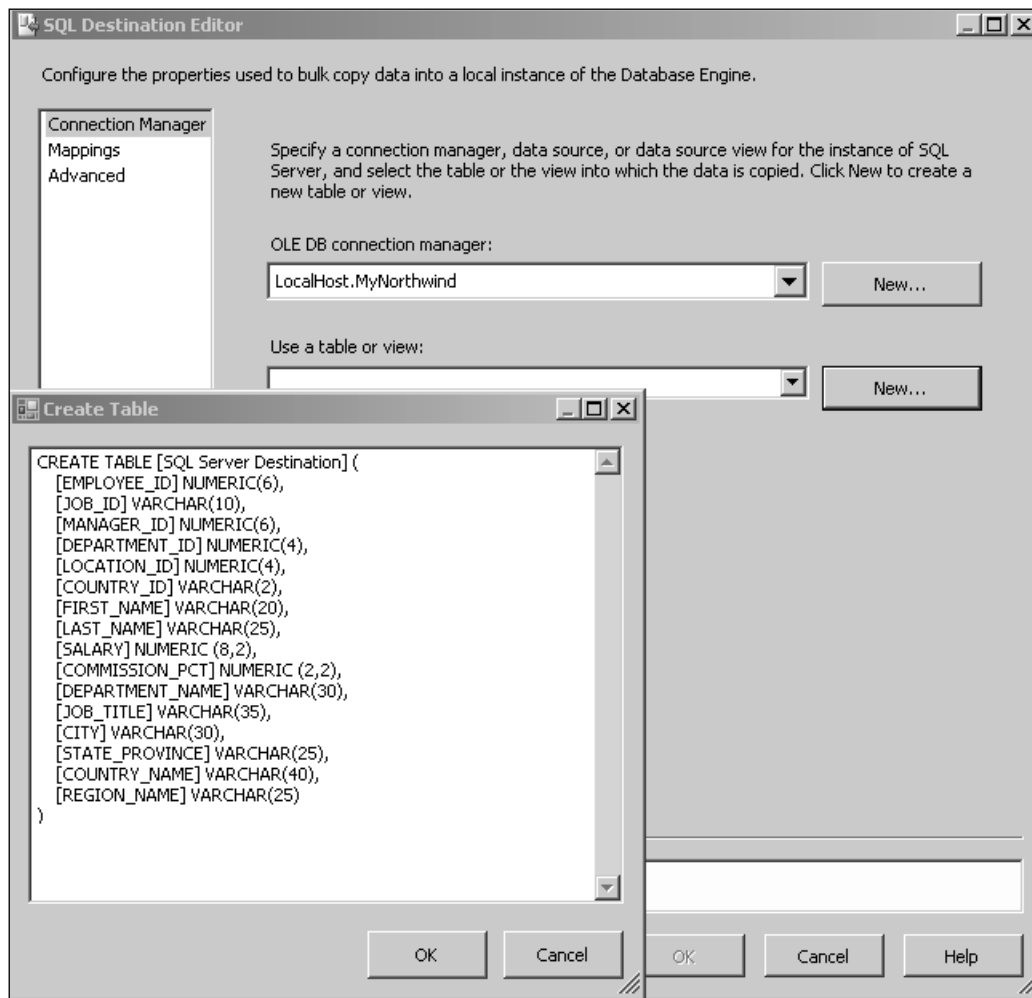 SQL Destination Editor
Configure the properties used to bulk copy data into a local instance of the Database Engine.
Connection Manager
Mappings
Advanced
Specify a connection manager, data source, or data source view for the instance of SQL
Server, and select the table or the view into which the data is copied. Click New to create a
new table or view.
OLE DB connection manager:
LocalHost.MyNorthwind
New...
Use a table or view:
New...
Create Table
CREATE TABLE [SQL Server Destination] (
[EMPLOYEE_ID] NUMERIC(6),
[JOB_ID] VARCHAR(10),
[MANAGER_ID] NUMERIC(6),
[DEPARTMENT_ID] NUMERIC(4),
[LOCATION_ID] NUMERIC(4),
[COUNTRY_ID] VARCHAR(2),
[FIRST_NAME] VARCHAR(20),
[LAST_NAME] VARCHAR(25),
[SALARY] NUMERIC (8,2),
[COMMISSION_PCT] NUMERIC (2,2),
[DEPARTMENT_NAME] VARCHAR(30),
[JOB_TITLE] VARCHAR(35),
[CITY] VARCHAR(30),
[STATE_PROVINCE] VARCHAR(25),
[COUNTRY_NAME] VARCHAR(40),
[REGION_NAME] VARCHAR(25)
)
OK
Cancel
OK
Cancel
Help